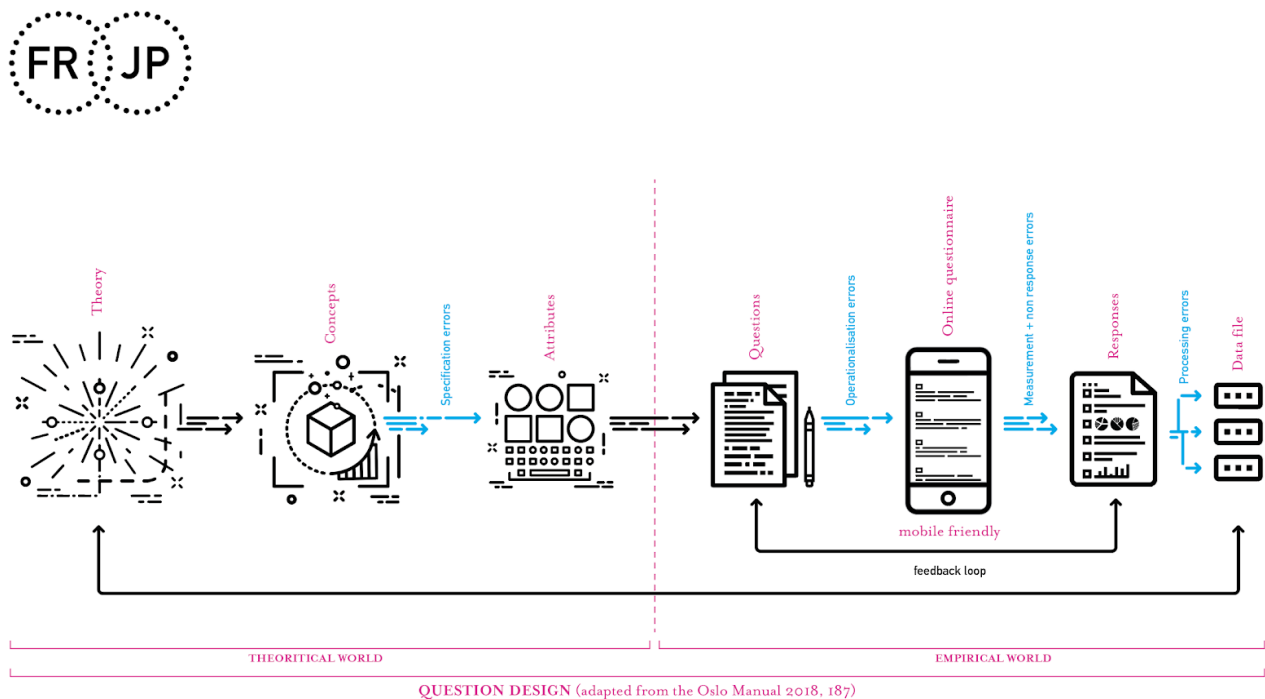 FR JP
Theory
Concepts
Specification errors
Attributes
Questions
Operationalisation errors
Online questionnaire
Measurement + non response errors
Responses
Processing errors
Data file
mobile friendly
feedback loop
THEORITICAL WORLD
EMPIRICAL WORLD
QUESTION DESIGN (adapted from the Oslo Manual 2018, 187)